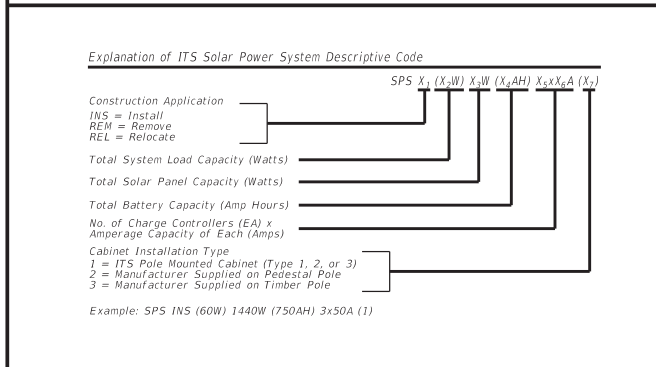 Explanation of ITS Solar Power System Descriptive Code
SPS X₁ (X₂W) X₃W (X₄AH) X₅xX₆A (X₇)
Construction Application
INS = Install
REM = Remove
REL = Relocate
Total System Load Capacity (Watts)
Total Solar Panel Capacity (Watts)
Total Battery Capacity (Amp Hours)
No. of Charge Controllers (EA) x
Amperage Capacity of Each (Amps)
Cabinet Installation Type
1 = ITS Pole Mounted Cabinet (Type 1, 2, or 3)
2 = Manufacturer Supplied on Pedestal Pole
3 = Manufacturer Supplied on Timber Pole
Example: SPS INS (60W) 1440W (750AH) 3x50A (1)